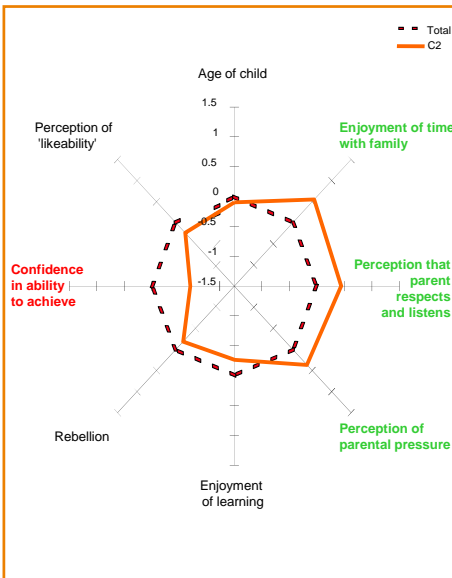 Total
C2
Age of child
1.5
Perception of
'likeability'
Enjoyment of time
with family
1
0.5
0
-0.5
-1
-1.5
Confidence
in ability
to achieve
Perception that
parent
respects
and listens
Rebellion
Perception of
parental pressure
Enjoyment
of learning